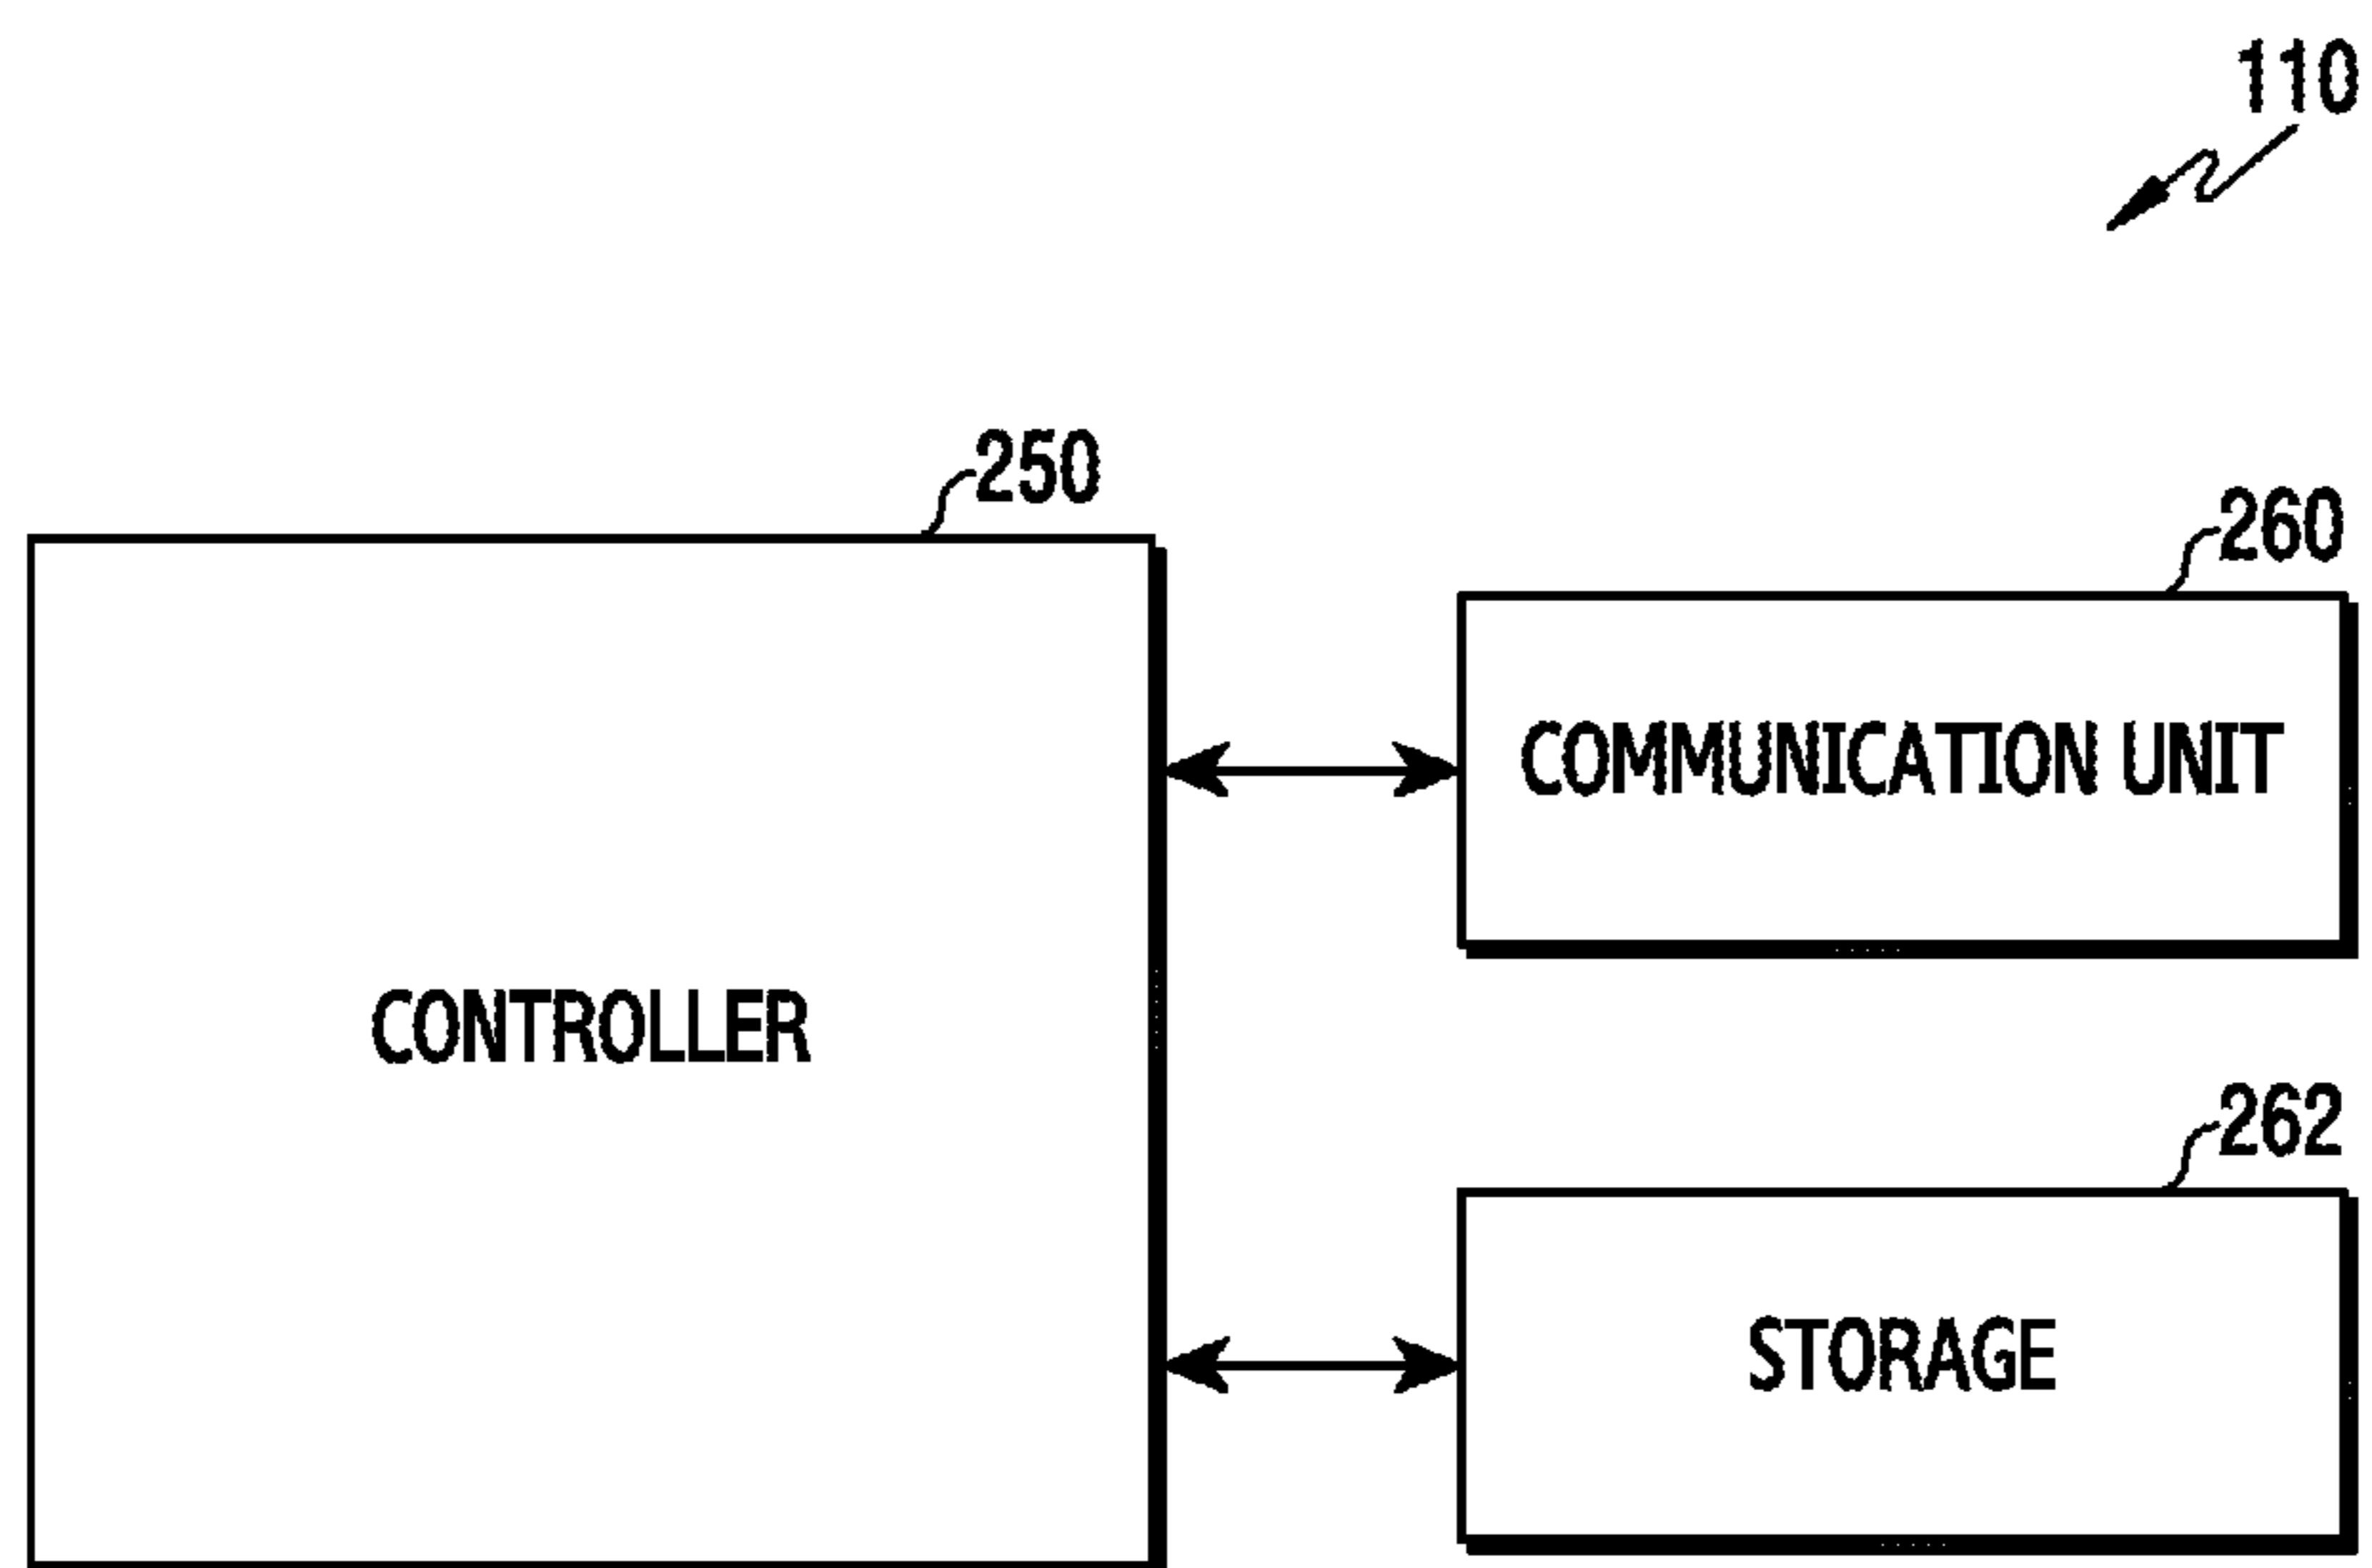 110
250
260
COMMUNICATION UNIT
CONTROLLER
262
STORAGE